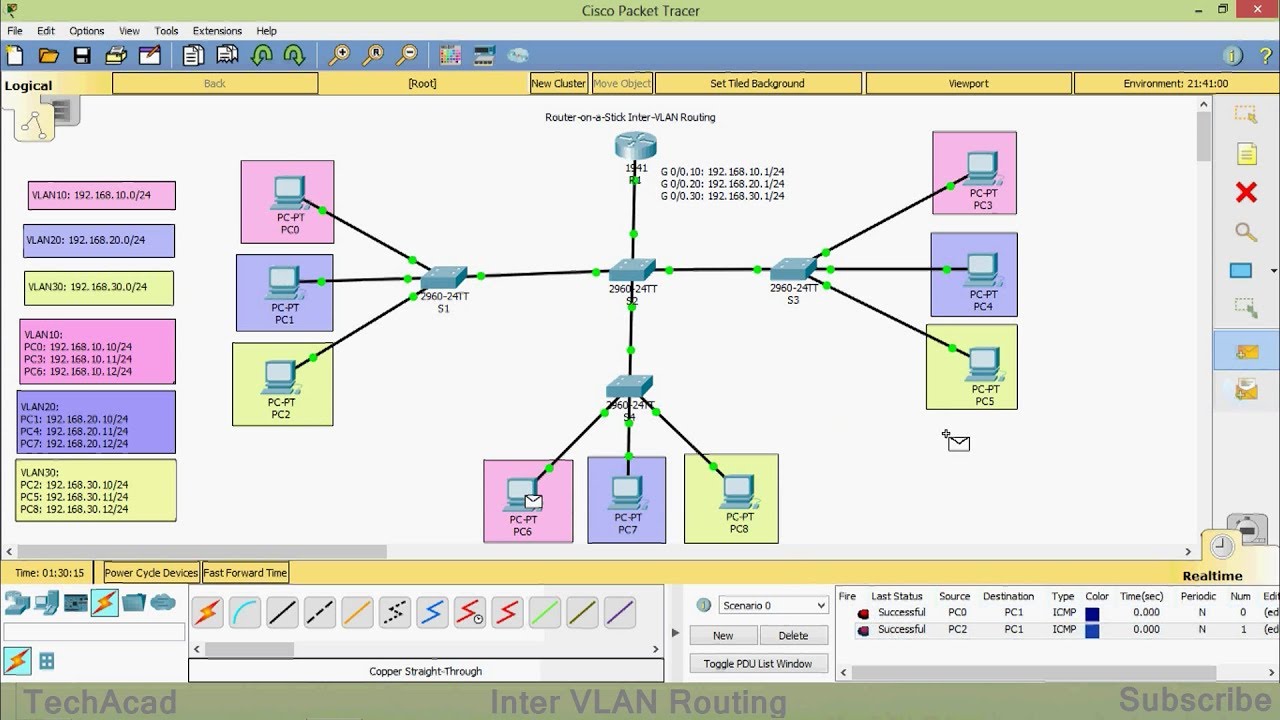 Cisco Packet Tracer
File Edit Options View Tools Extensions Help
Logical
Back
[Root]
New Cluster
Move Object
Set Tiled Background
Viewport
Environment: 21:41:00
Router-on-a-Stick Inter-VLAN Routing
1941
R1
G 0/0.10: 192.168.10.1/24
G 0/0.20: 192.168.20.1/24
G 0/0.30: 192.168.30.1/24
VLAN10: 192.168.10.0/24
VLAN20: 192.168.20.0/24
VLAN30: 192.168.30.0/24
VLAN10:
PC0: 192.168.10.10/24
PC3: 192.168.10.11/24
PC6: 192.168.10.12/24
VLAN20:
PC1: 192.168.20.10/24
PC4: 192.168.20.11/24
PC7: 192.168.20.12/24
VLAN30:
PC2: 192.168.30.10/24
PC5: 192.168.30.11/24
PC8: 192.168.30.12/24
PC-PT
PC0
PC-PT
PC1
PC-PT
PC2
2960-24TT
S1
2960-24TT
S2
2960-24TT
S3
2960-24TT
S4
PC-PT
PC3
PC-PT
PC4
PC-PT
PC5
PC-PT
PC6
PC-PT
PC7
PC-PT
PC8
Time: 01:30:15
Power Cycle Devices
Fast Forward Time
Realtime
Scenario 0
New
Delete
Toggle PDU List Window
Copper Straight-Through
Fire Last Status Source Destination Type Color Time(sec) Periodic Num Edit
Successful PC0 PC1 ICMP 0.000 N 0 (ed
Successful PC2 PC1 ICMP 0.000 N 1 (ed
TechAcad
Inter VLAN Routing
Subscribe